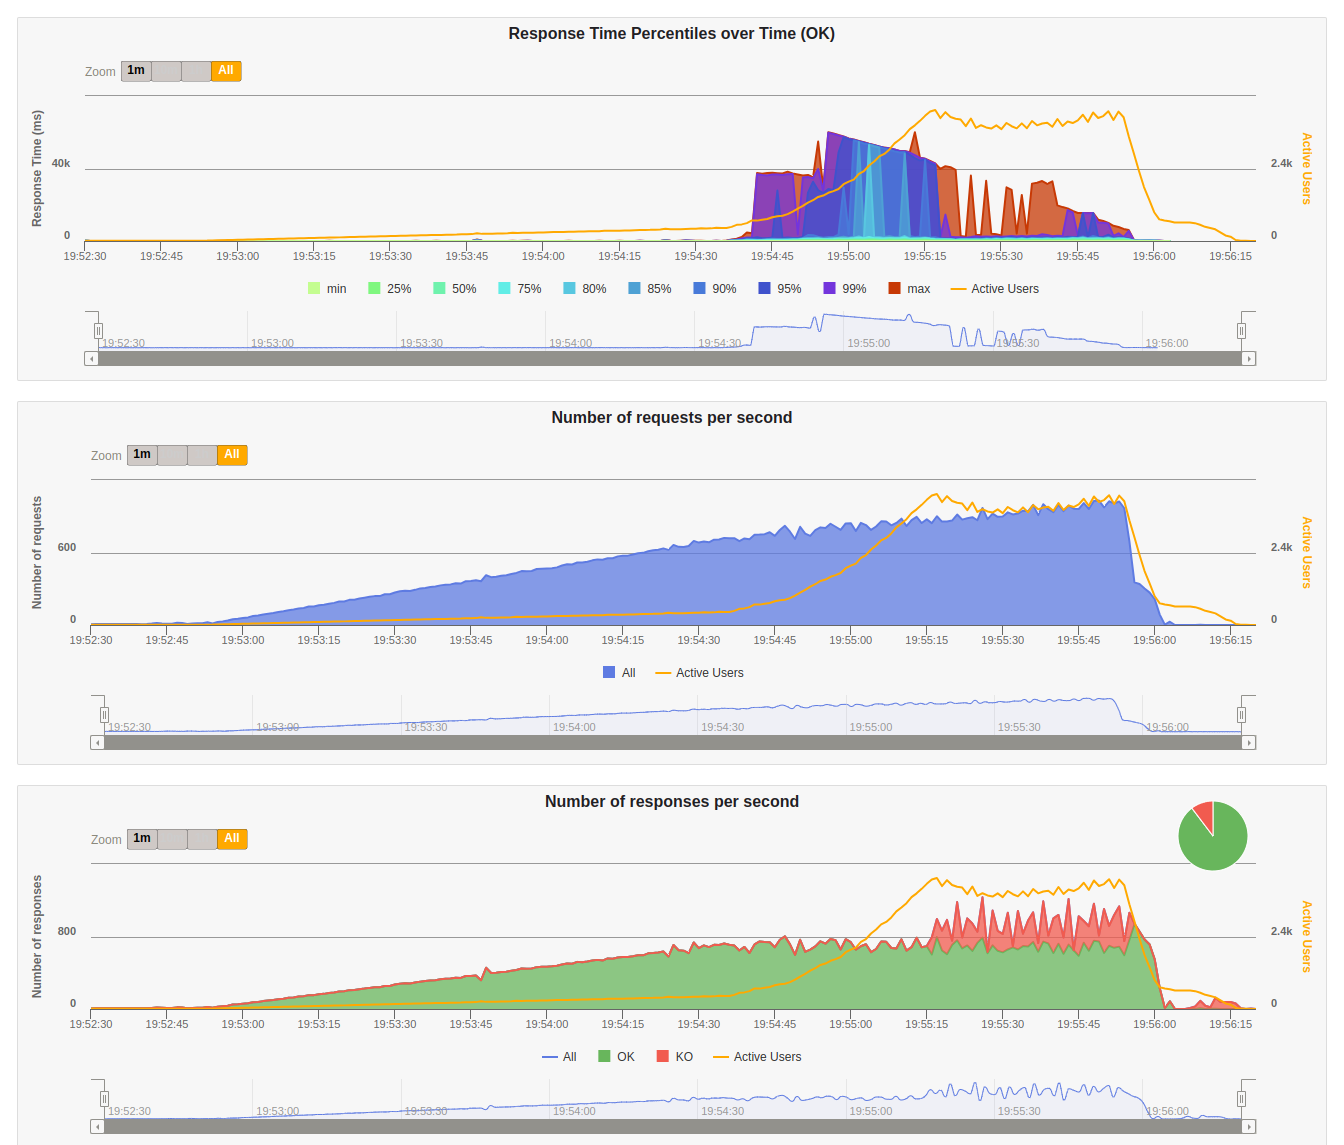 Response Time Percentiles over Time (OK)
Zoom 1m All
Response Time (ms)
40k
0
Active Users
2.4k
0
19:52:30 19:52:45 19:53:00 19:53:15 19:53:30 19:53:45 19:54:00 19:54:15 19:54:30 19:54:45 19:55:00 19:55:15 19:55:30 19:55:45 19:56:00 19:56:15
min 25% 50% 75% 80% 85% 90% 95% 99% max Active Users
19:52:30 19:53:00 19:53:30 19:54:00 19:54:30 19:55:00 19:55:30 19:56:00
Number of requests per second
Zoom 1m All
Number of requests
600
0
Active Users
2.4k
0
19:52:30 19:52:45 19:53:00 19:53:15 19:53:30 19:53:45 19:54:00 19:54:15 19:54:30 19:54:45 19:55:00 19:55:15 19:55:30 19:55:45 19:56:00 19:56:15
All Active Users
19:52:30 19:53:00 19:53:30 19:54:00 19:54:30 19:55:00 19:55:30 19:56:00
Number of responses per second
Zoom 1m All
Number of responses
800
0
Active Users
2.4k
0
19:52:30 19:52:45 19:53:00 19:53:15 19:53:30 19:53:45 19:54:00 19:54:15 19:54:30 19:54:45 19:55:00 19:55:15 19:55:30 19:55:45 19:56:00 19:56:15
All OK KO Active Users
19:52:30 19:53:00 19:53:30 19:54:00 19:54:30 19:55:00 19:55:30 19:56:00